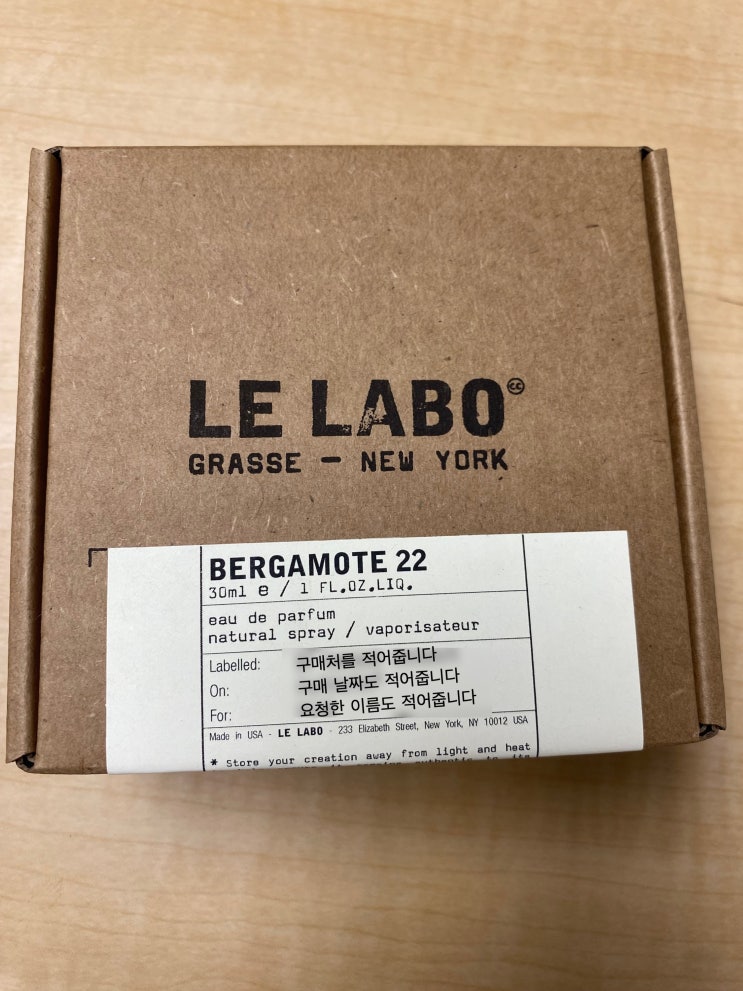 LE LABO
GRASSE - NEW YORK
BERGAMOTE 22
30ml e / 1 FL.OZ.LIQ.
eau de parfum
natural spray / vaporisateur
Labelled: 구매처를 적어줍니다
On: 구매 날짜도 적어줍니다
For: 요청한 이름도 적어줍니다
Made in USA - LE LABO - 233 Elizabeth Street, New York, NY 10012 USA
* Store your creation away from light and heat